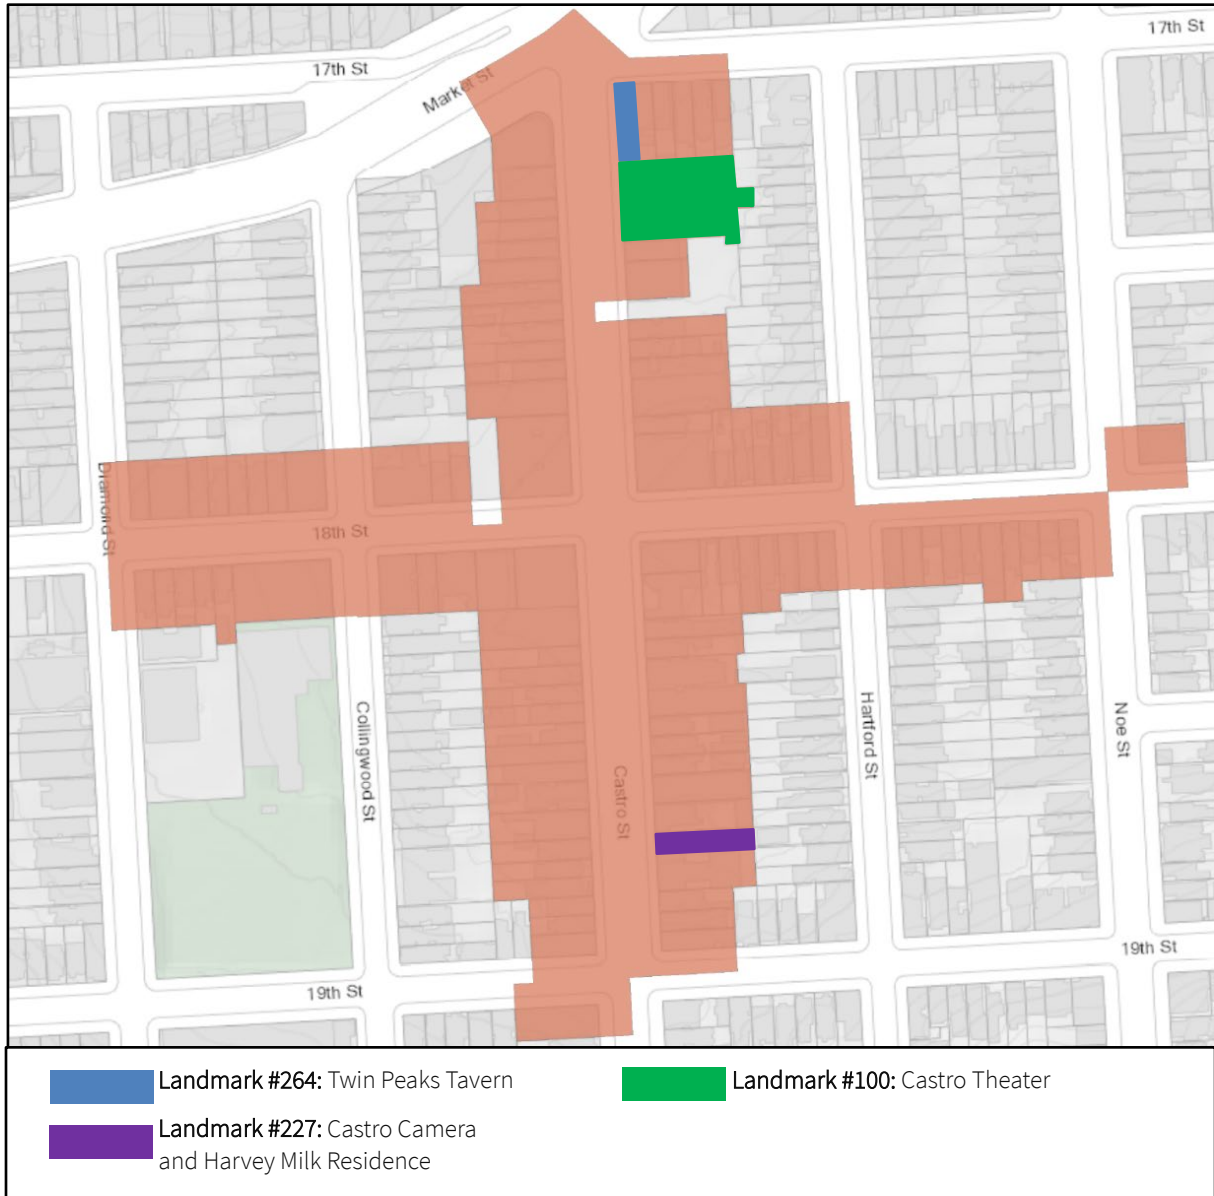 17th St
17th St
Market St
Diamond St
18th St
Collingwood St
Castro St
Hartford St
Noe St
19th St
19th St
Landmark #264: Twin Peaks Tavern
Landmark #100: Castro Theater
Landmark #227: Castro Camera
and Harvey Milk Residence